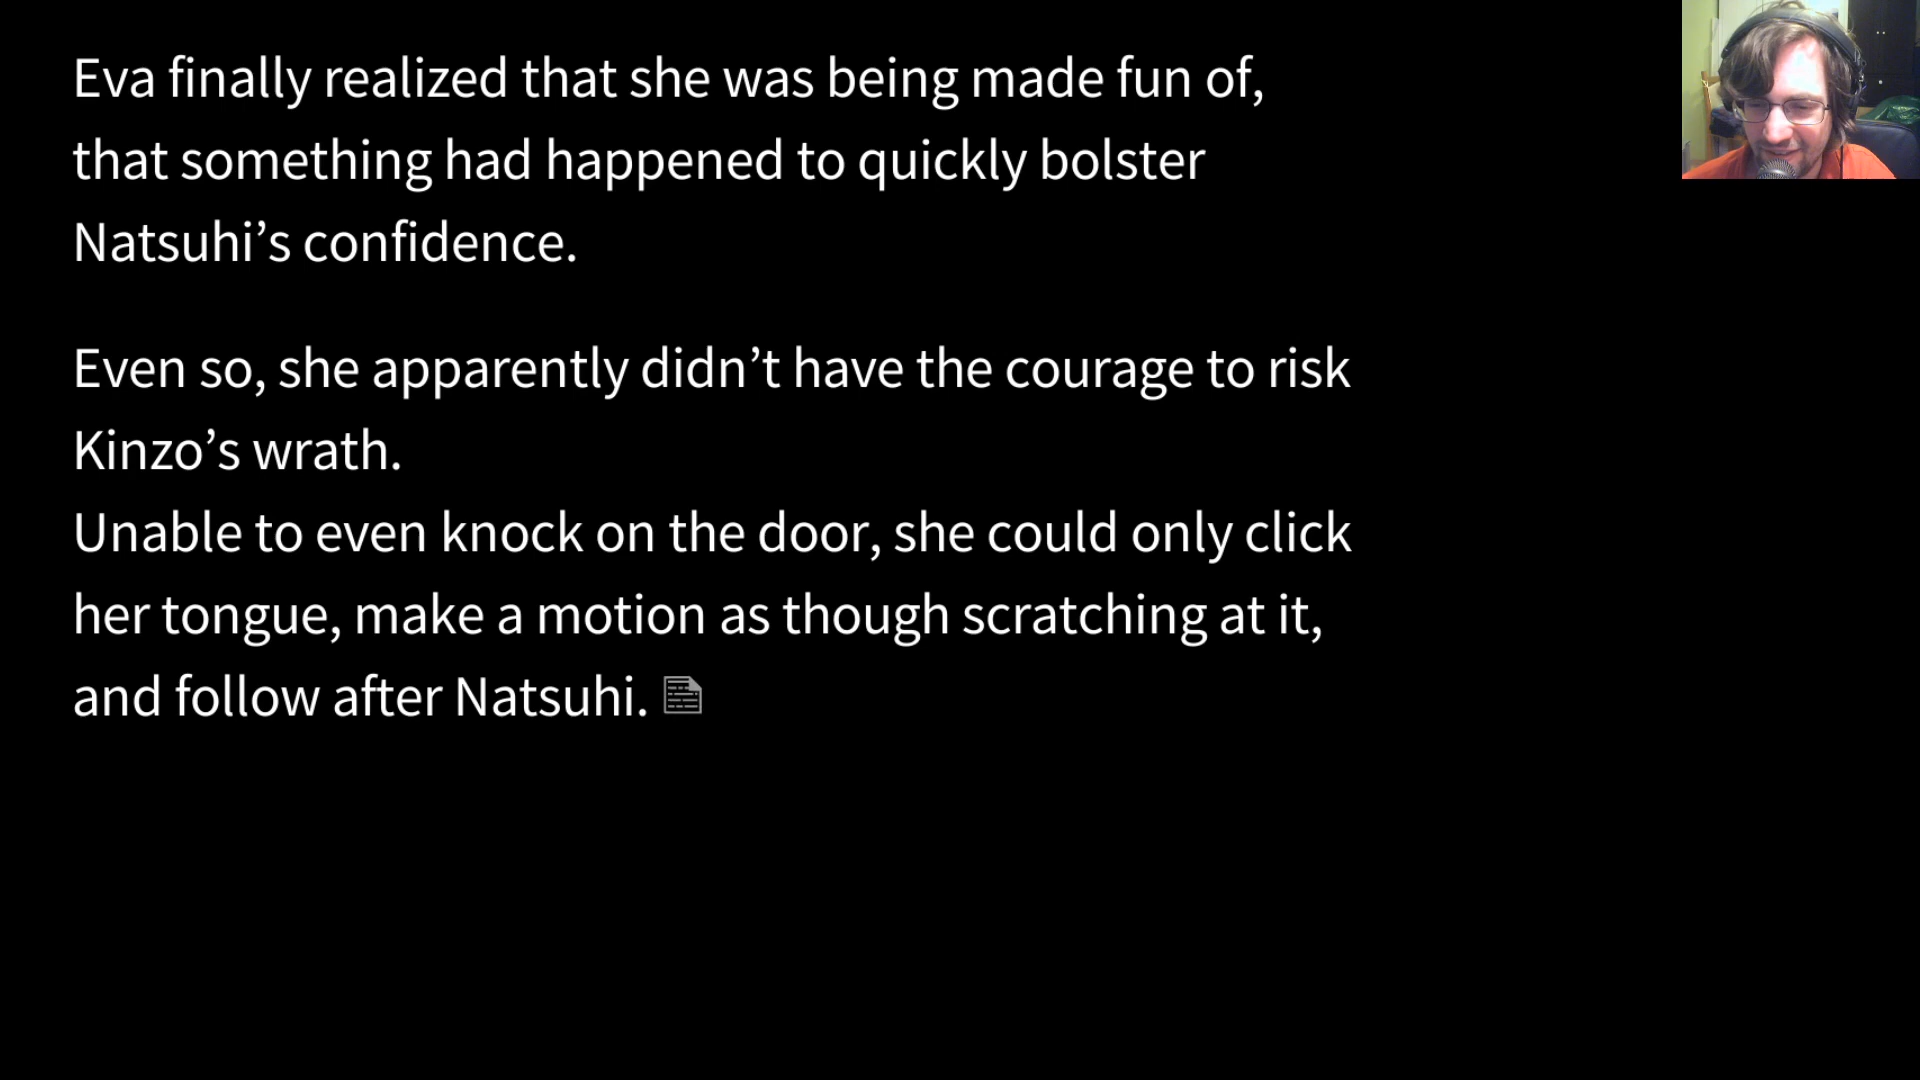 Eva finally realized that she was being made fun of,
that something had happened to quickly bolster
Natsuhi’s confidence.
Even so, she apparently didn’t have the courage to risk
Kinzo’s wrath.
Unable to even knock on the door, she could only click
her tongue, make a motion as though scratching at it,
and follow after Natsuhi.